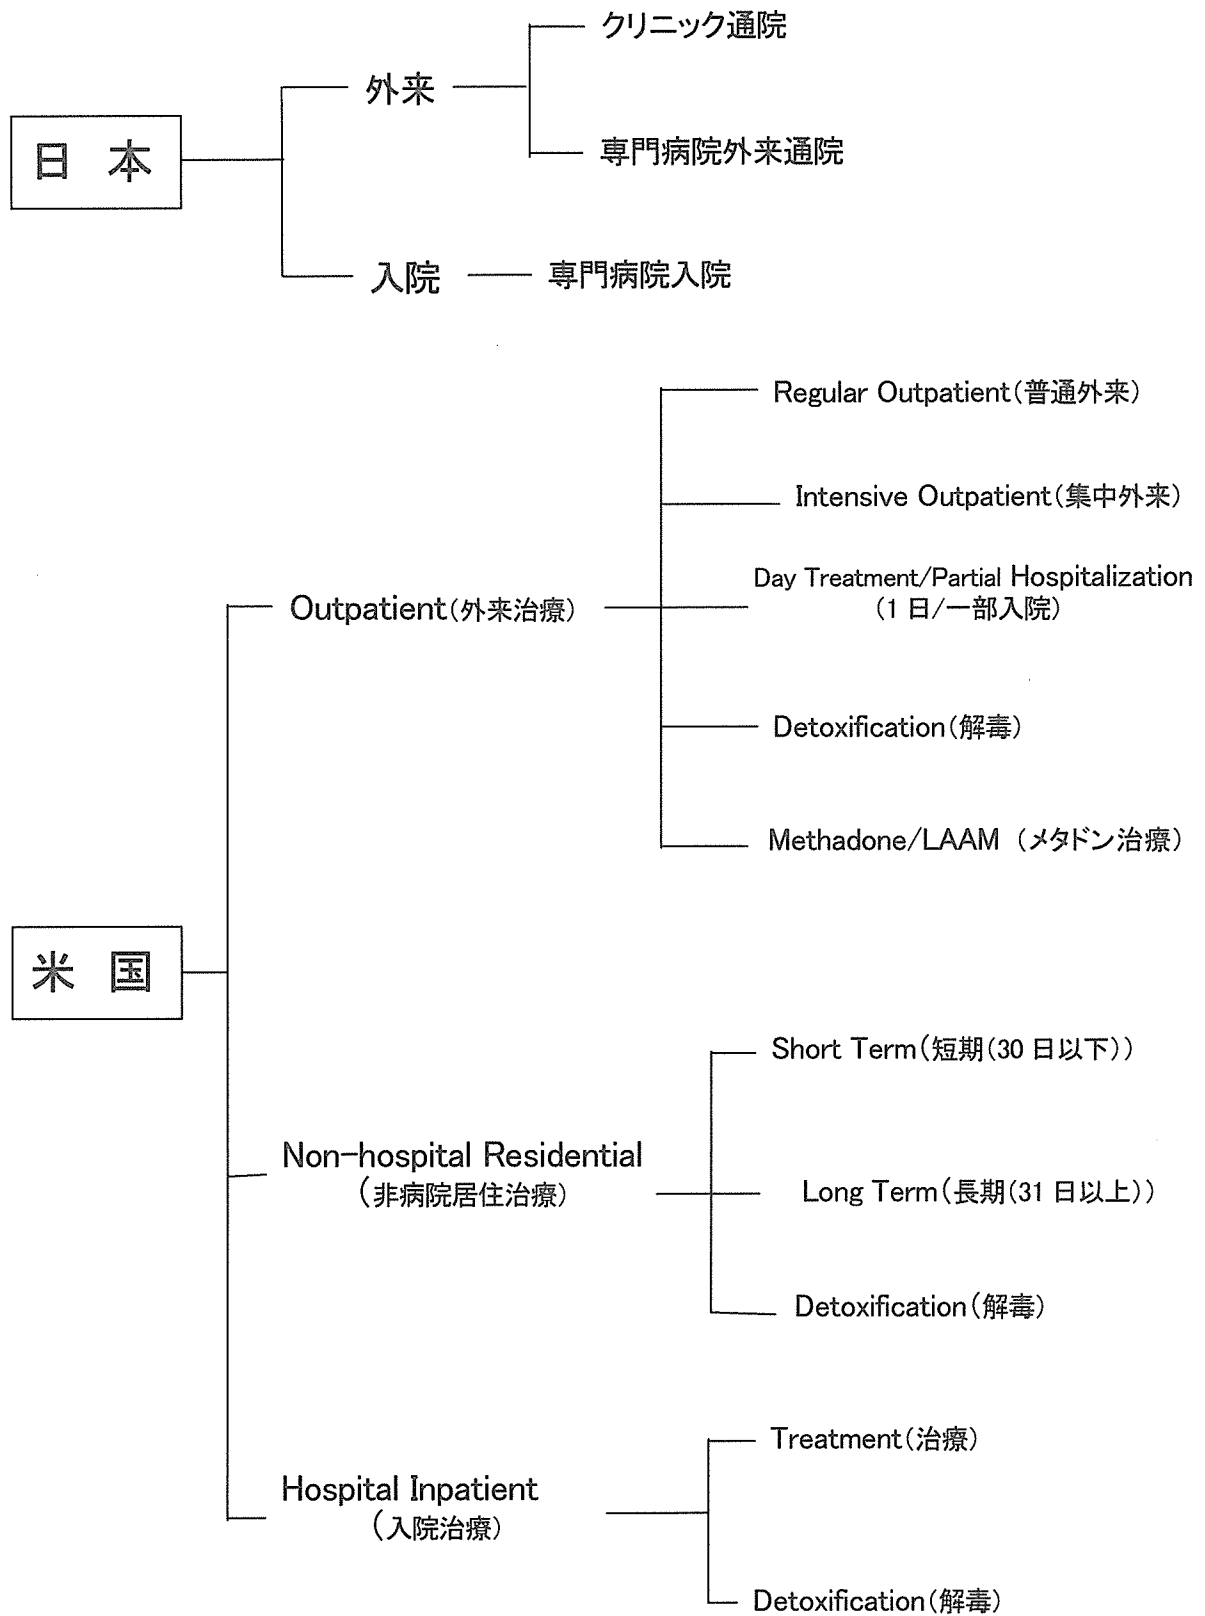 クリニック通院
外来
日 本
専門病院外来通院
入院
専門病院入院
Regular Outpatient(普通外来)
Intensive Outpatient(集中外来)
Day Treatment/Partial Hospitalization
(1日/一部入院)
Outpatient(外来治療)
Detoxification(解毒)
Methadone/LAAM (メタドン治療)
米 国
Short Term(短期(30日以下))
Non-hospital Residential
(非病院居住治療)
Long Term(長期(31日以上))
Detoxification(解毒)
Treatment(治療)
Hospital Inpatient
(入院治療)
Detoxification(解毒)